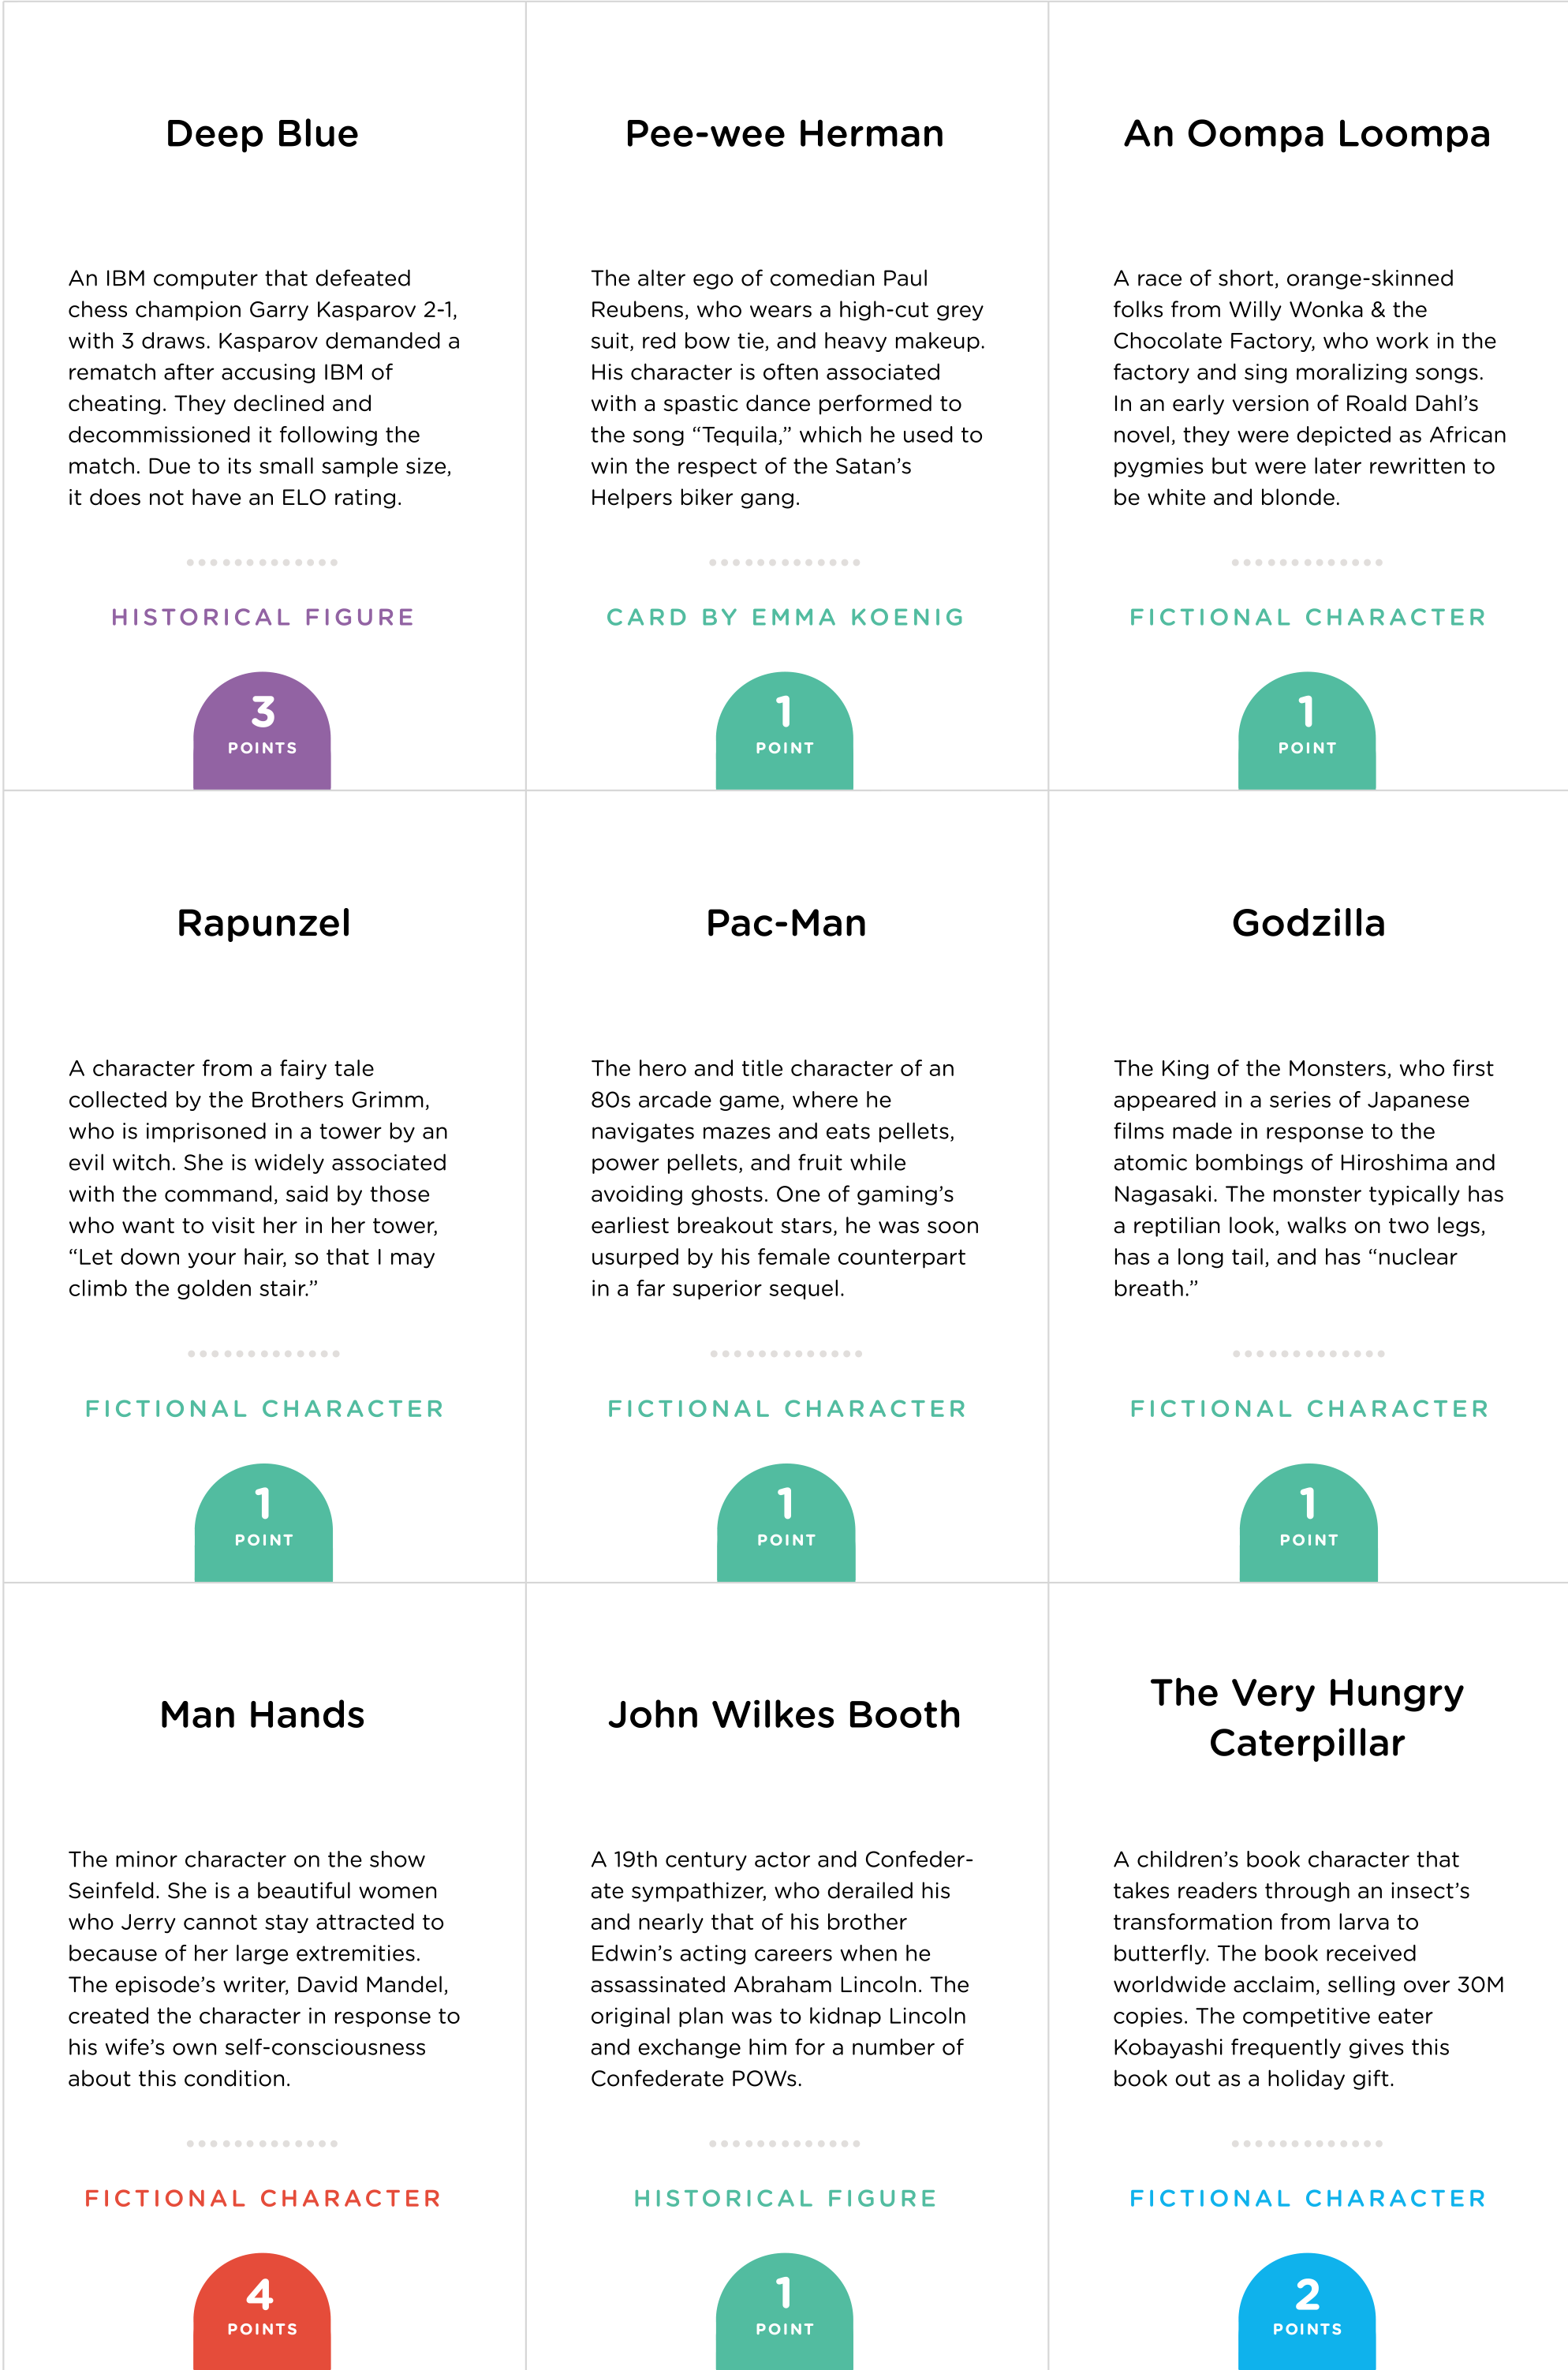 Deep Blue
An IBM computer that defeated
chess champion Garry Kasparov 2-1,
with 3 draws. Kasparov demanded a
rematch after accusing IBM of
cheating. They declined and
decommissioned it following the
match. Due to its small sample size,
it does not have an ELO rating.
HISTORICAL FIGURE
3
POINTS
Pee-wee Herman
The alter ego of comedian Paul
Reubens, who wears a high-cut grey
suit, red bow tie, and heavy makeup.
His character is often associated
with a spastic dance performed to
the song “Tequila,” which he used to
win the respect of the Satan’s
Helpers biker gang.
CARD BY EMMA KOENIG
1
POINT
An Oompa Loompa
A race of short, orange-skinned
folks from Willy Wonka & the
Chocolate Factory, who work in the
factory and sing moralizing songs.
In an early version of Roald Dahl’s
novel, they were depicted as African
pygmies but were later rewritten to
be white and blonde.
FICTIONAL CHARACTER
1
POINT
Rapunzel
A character from a fairy tale
collected by the Brothers Grimm,
who is imprisoned in a tower by an
evil witch. She is widely associated
with the command, said by those
who want to visit her in her tower,
“Let down your hair, so that I may
climb the golden stair.”
FICTIONAL CHARACTER
1
POINT
Pac-Man
The hero and title character of an
80s arcade game, where he
navigates mazes and eats pellets,
power pellets, and fruit while
avoiding ghosts. One of gaming’s
earliest breakout stars, he was soon
usurped by his female counterpart
in a far superior sequel.
FICTIONAL CHARACTER
1
POINT
Godzilla
The King of the Monsters, who first
appeared in a series of Japanese
films made in response to the
atomic bombings of Hiroshima and
Nagasaki. The monster typically has
a reptilian look, walks on two legs,
has a long tail, and has “nuclear
breath.”
FICTIONAL CHARACTER
1
POINT
Man Hands
The minor character on the show
Seinfeld. She is a beautiful women
who Jerry cannot stay attracted to
because of her large extremities.
The episode’s writer, David Mandel,
created the character in response to
his wife’s own self-consciousness
about this condition.
FICTIONAL CHARACTER
4
POINTS
John Wilkes Booth
A 19th century actor and Confeder-
ate sympathizer, who derailed his
and nearly that of his brother
Edwin’s acting careers when he
assassinated Abraham Lincoln. The
original plan was to kidnap Lincoln
and exchange him for a number of
Confederate POWs.
HISTORICAL FIGURE
1
POINT
The Very Hungry
Caterpillar
A children’s book character that
takes readers through an insect’s
transformation from larva to
butterfly. The book received
worldwide acclaim, selling over 30M
copies. The competitive eater
Kobayashi frequently gives this
book out as a holiday gift.
FICTIONAL CHARACTER
2
POINTS